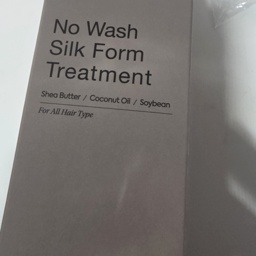 No Wash
Silk Form
Treatment
Shea Butter / Coconut Oil / Soybean
For All Hair Type